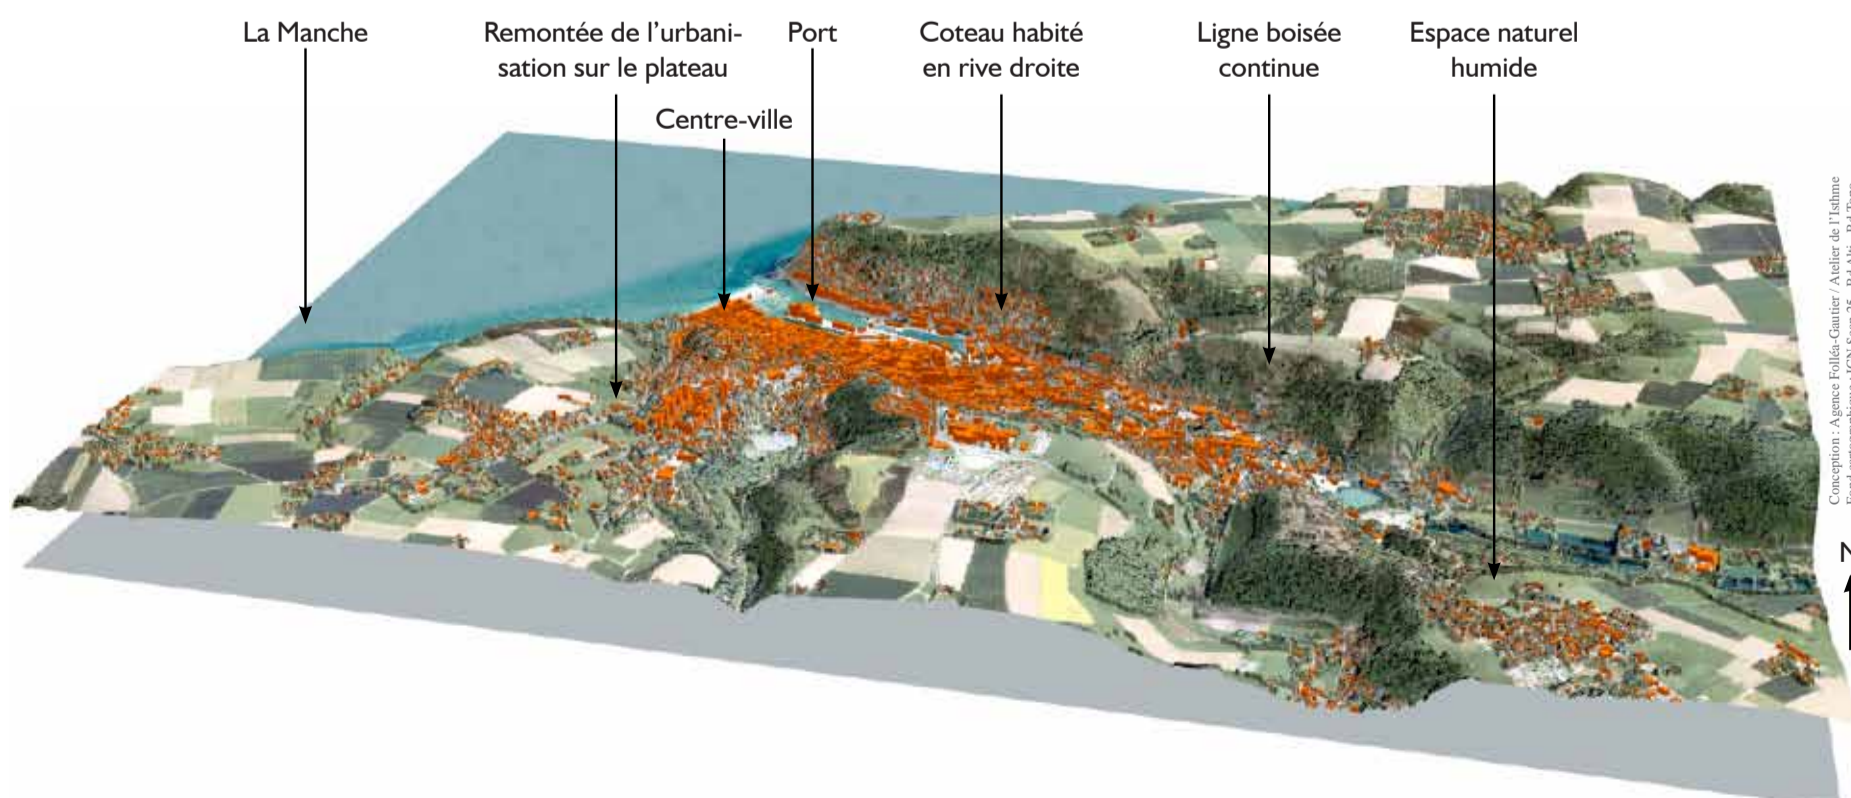 La Manche
Remontée de l'urbani-
sation sur le plateau
Centre-ville
Port
Coteau habité
en rive droite
Ligne boisée
continue
Espace naturel
humide
Conception : Agence Folléa-Gautier / Atelier de l'Isthme
N